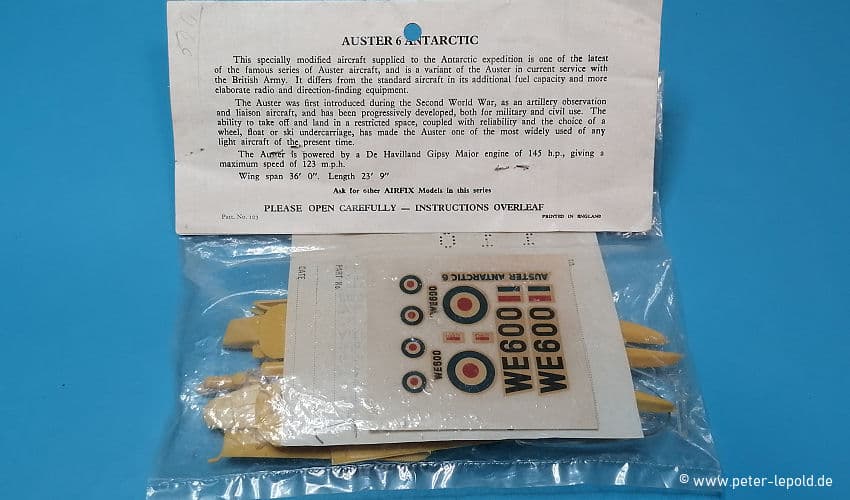 AUSTER 6 ANTARCTIC
This specially modified aircraft supplied to the Antarctic expedition is one of the latest
of the famous series of Auster aircraft, and is a variant of the Auster in current service with
the British Army. It differs from the standard aircraft in its additional fuel capacity and more
elaborate radio and direction-finding equipment.
The Auster was first introduced during the Second World War, as an artillery observation
and liaison aircraft, and has been progressively developed, both for military and civil use. The
ability to take off and land in a restricted space, coupled with reliability and the choice of a
wheel, float or ski undercarriage, has made the Auster one of the most widely used of any
light aircraft of the present time.
The Auster is powered by a De Havilland Gipsy Major engine of 145 h.p., giving a
maximum speed of 123 m.p.h.
Wing span 36' 0". Length 23' 9"
Ask for other AIRFIX Models in this series
PLEASE OPEN CAREFULLY — INSTRUCTIONS OVERLEAF
Patt. No. 103
PRINTED IN ENGLAND
DATE
PART No.
AUSTER ANTARCTIC 6
WE600
WE600
WE600
WE600
© www.peter-lepold.de